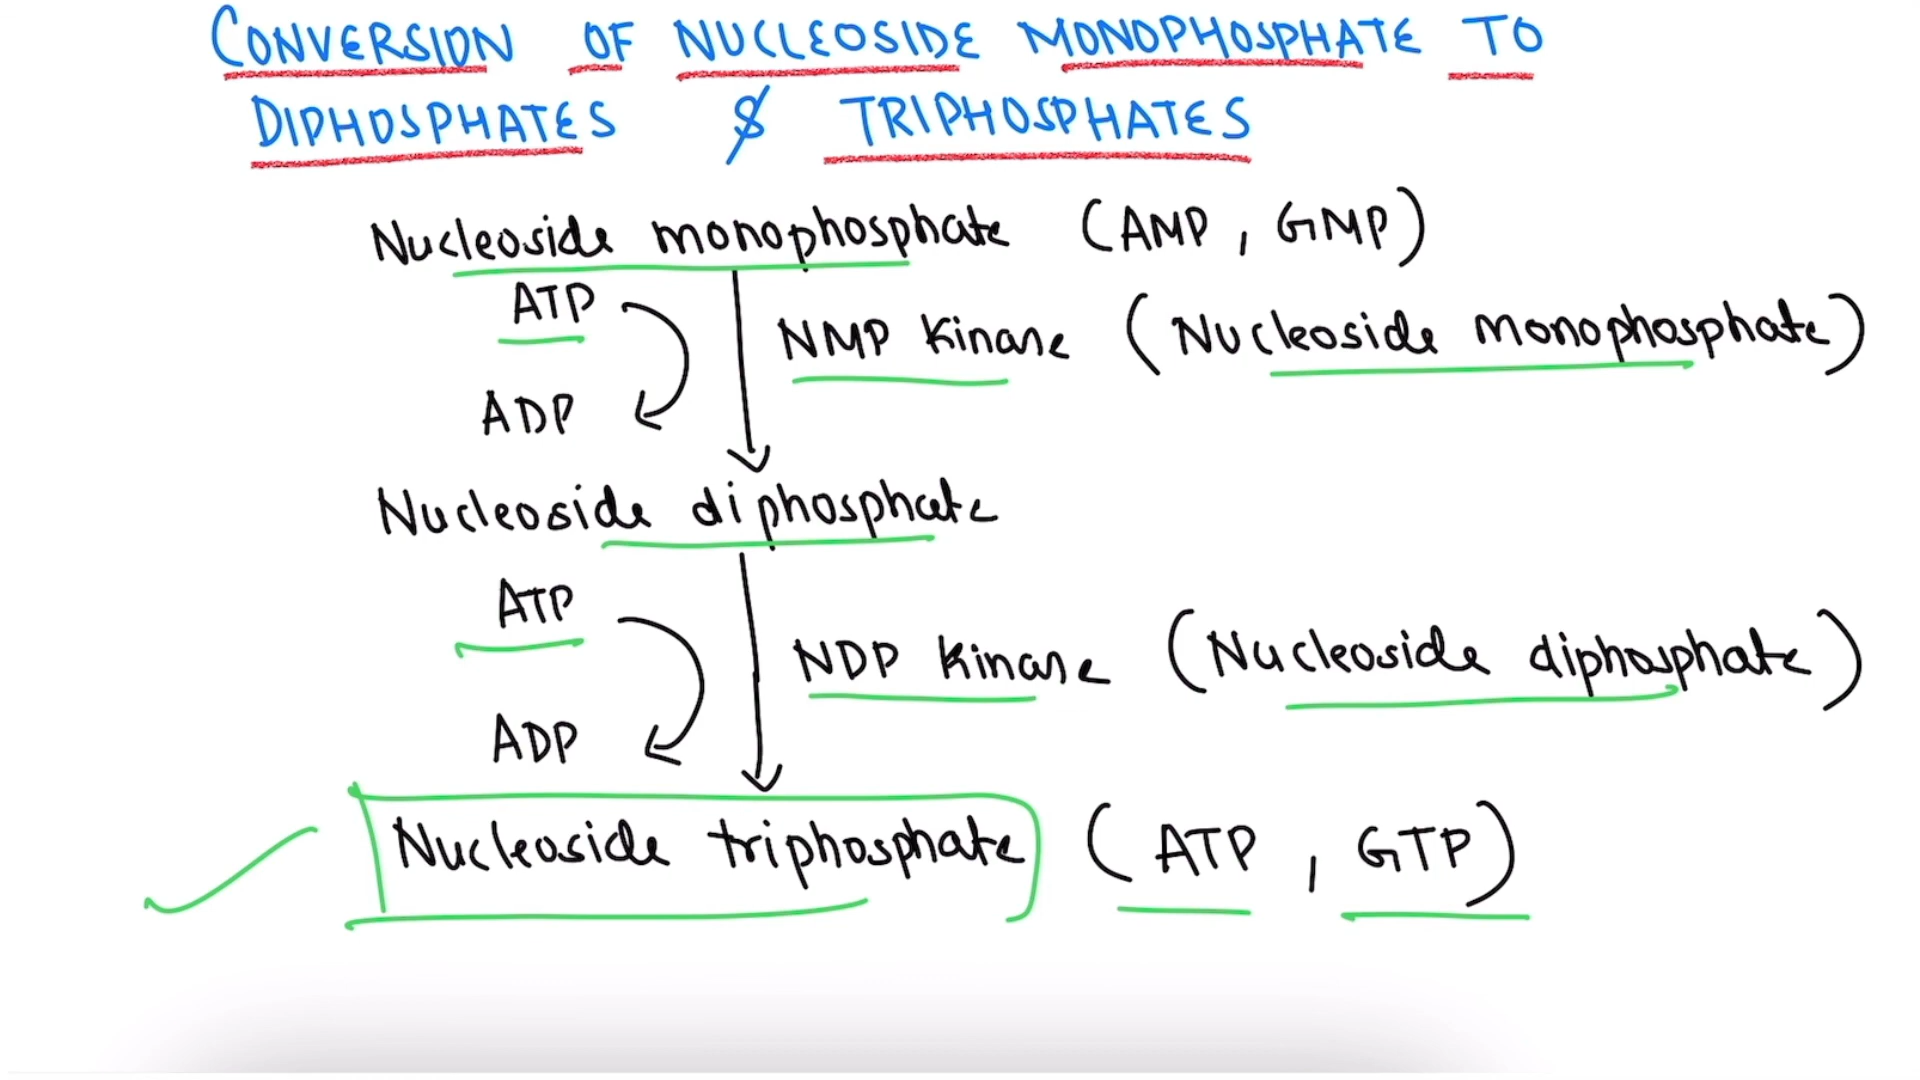 CONVERSION OF NUCLEOSIDE MONOPHOSPHATE TO
DIPHOSPHATES & TRIPHOSPHATES
Nucleoside monophosphate (AMP, GMP)
ATP
NMP Kinase (Nucleoside monophosphate)
ADP
Nucleoside diphosphate
ATP
NDP Kinase (Nucleoside diphosphate)
ADP
Nucleoside triphosphate (ATP, GTP)